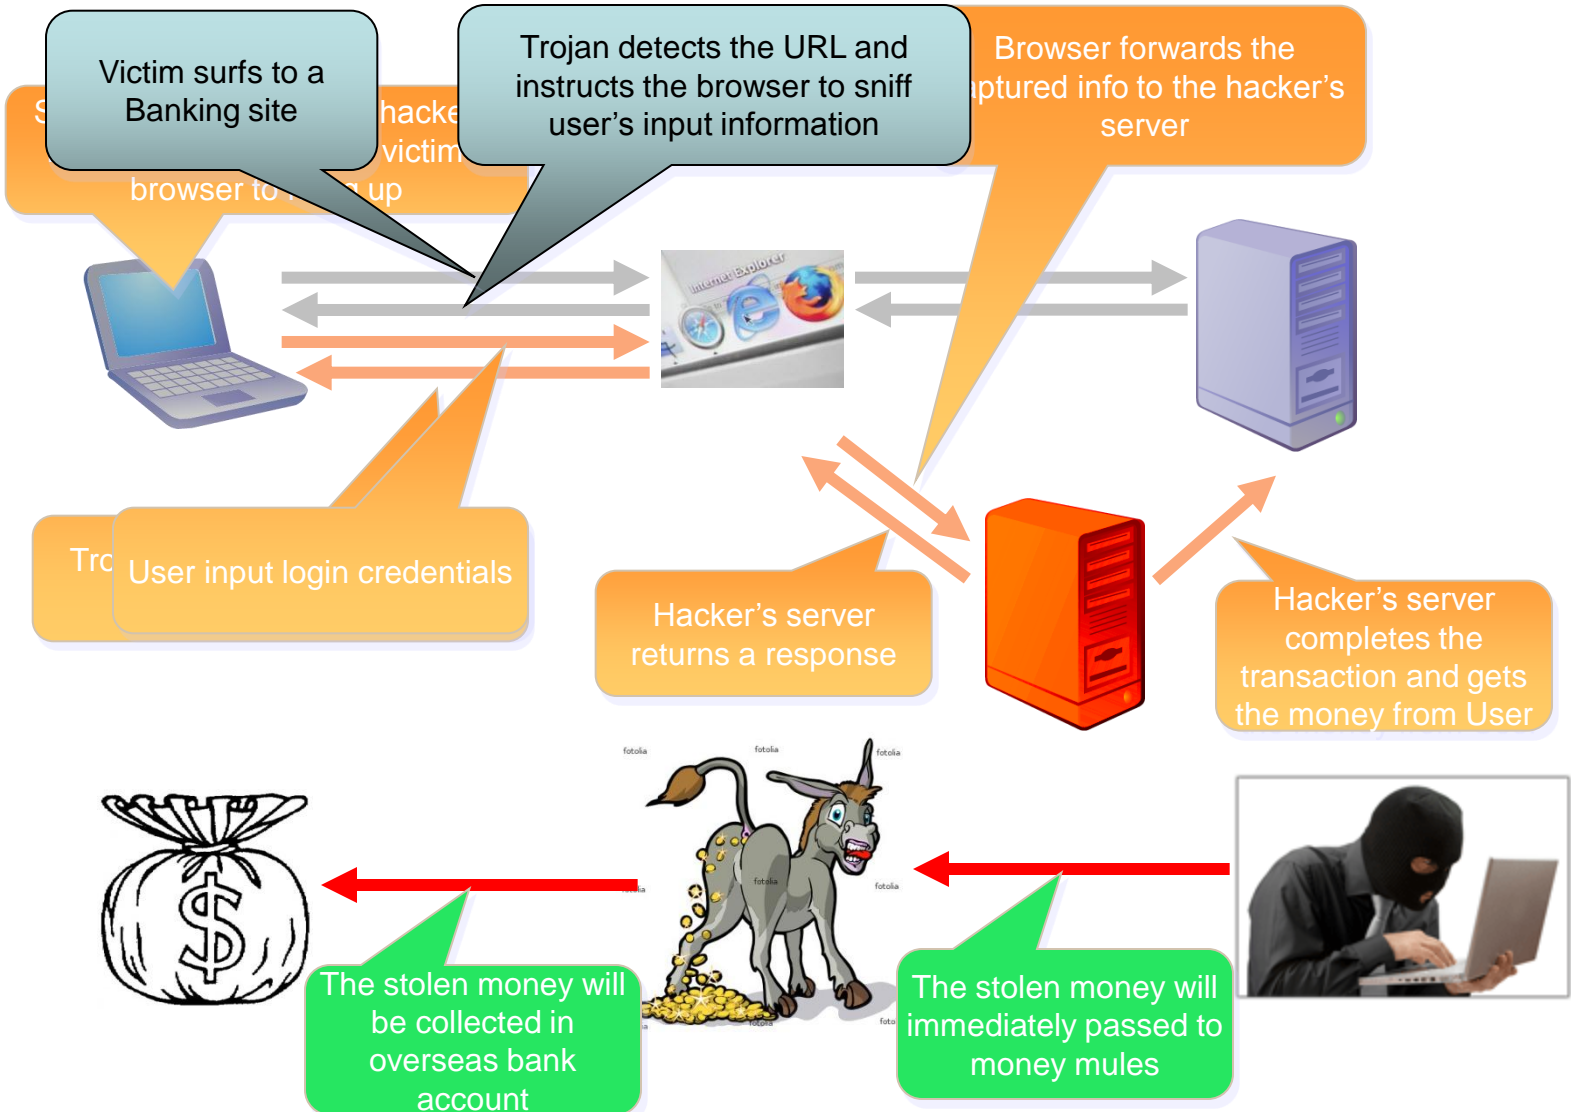 Victim surfs to a
Banking site
Trojan detects the URL and
instructs the browser to sniff
user's input information
Browser forwards the
captured info to the hacker's
server
S hacke
victim
browser to g up
Internet Explorer
Tro
User input login credentials
Hacker's server
returns a response
Hacker's server
completes the
transaction and gets
the money from User
fotolia
fotolia
fotolia
fotolia
fotolia
fotolia
fotolia
The stolen money will
be collected in
overseas bank
account
The stolen money will
immediately passed to
money mules
$